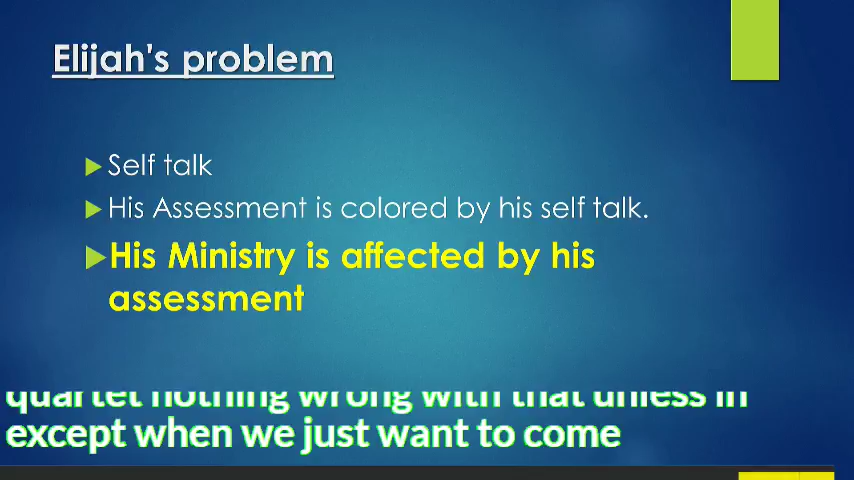 Elijah's problem
Self talk
His Assessment is colored by his self talk.
His Ministry is affected by his
assessment
quartet nothing wrong with that unless in
except when we just want to come